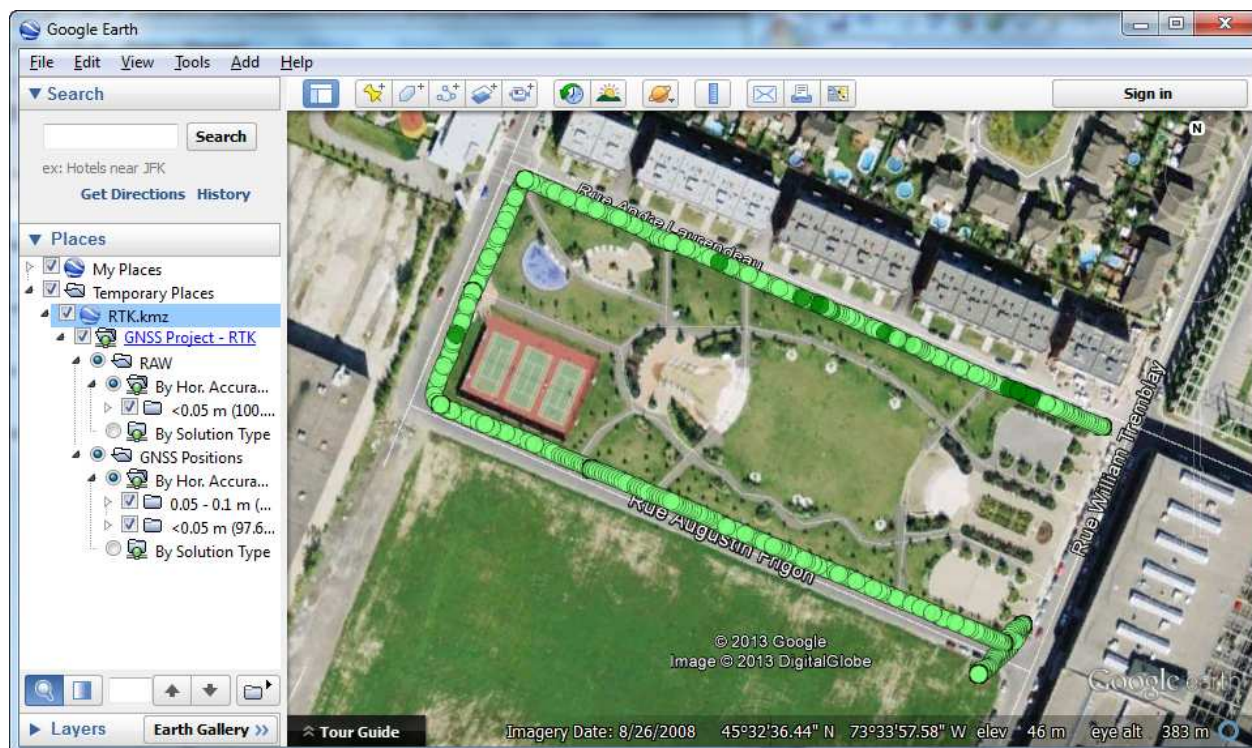 Google Earth
File Edit View Tools Add Help
Search
Sign in
Search
ex: Hotels near JFK
Get Directions History
Places
My Places
Temporary Places
RTK.kmz
GNSS Project - RTK
RAW
By Hor. Accura...
<0.05 m (100....
By Solution Type
GNSS Positions
By Hor. Accura...
0.05 - 0.1 m (...
<0.05 m (97.6...
By Solution Type
Layers
Earth Gallery >>
N
Rue Andre Laurendeau
Rue William Tremblay
Rue Augustin Frigon
© 2013 Google
Image © 2013 DigitalGlobe
Google earth
Tour Guide
Imagery Date: 8/26/2008 45°32'36.44" N 73°33'57.58" W elev 46 m eye alt 383 m